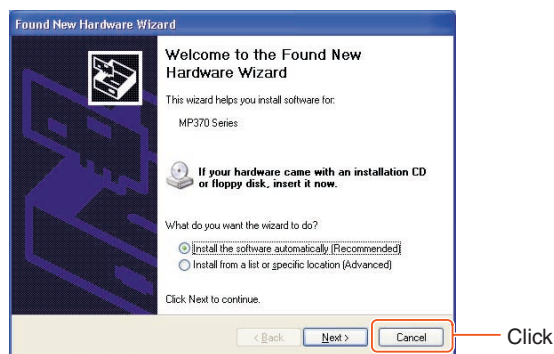 Found New Hardware Wizard
Welcome to the Found New
Hardware Wizard
This wizard helps you install software for:
MP370 Series
If your hardware came with an installation CD
or floppy disk, insert it now.
What do you want the wizard to do?
Install the software automatically (Recommended)
Install from a list or specific location (Advanced)
Click Next to continue.
< Back Next > Cancel
Click